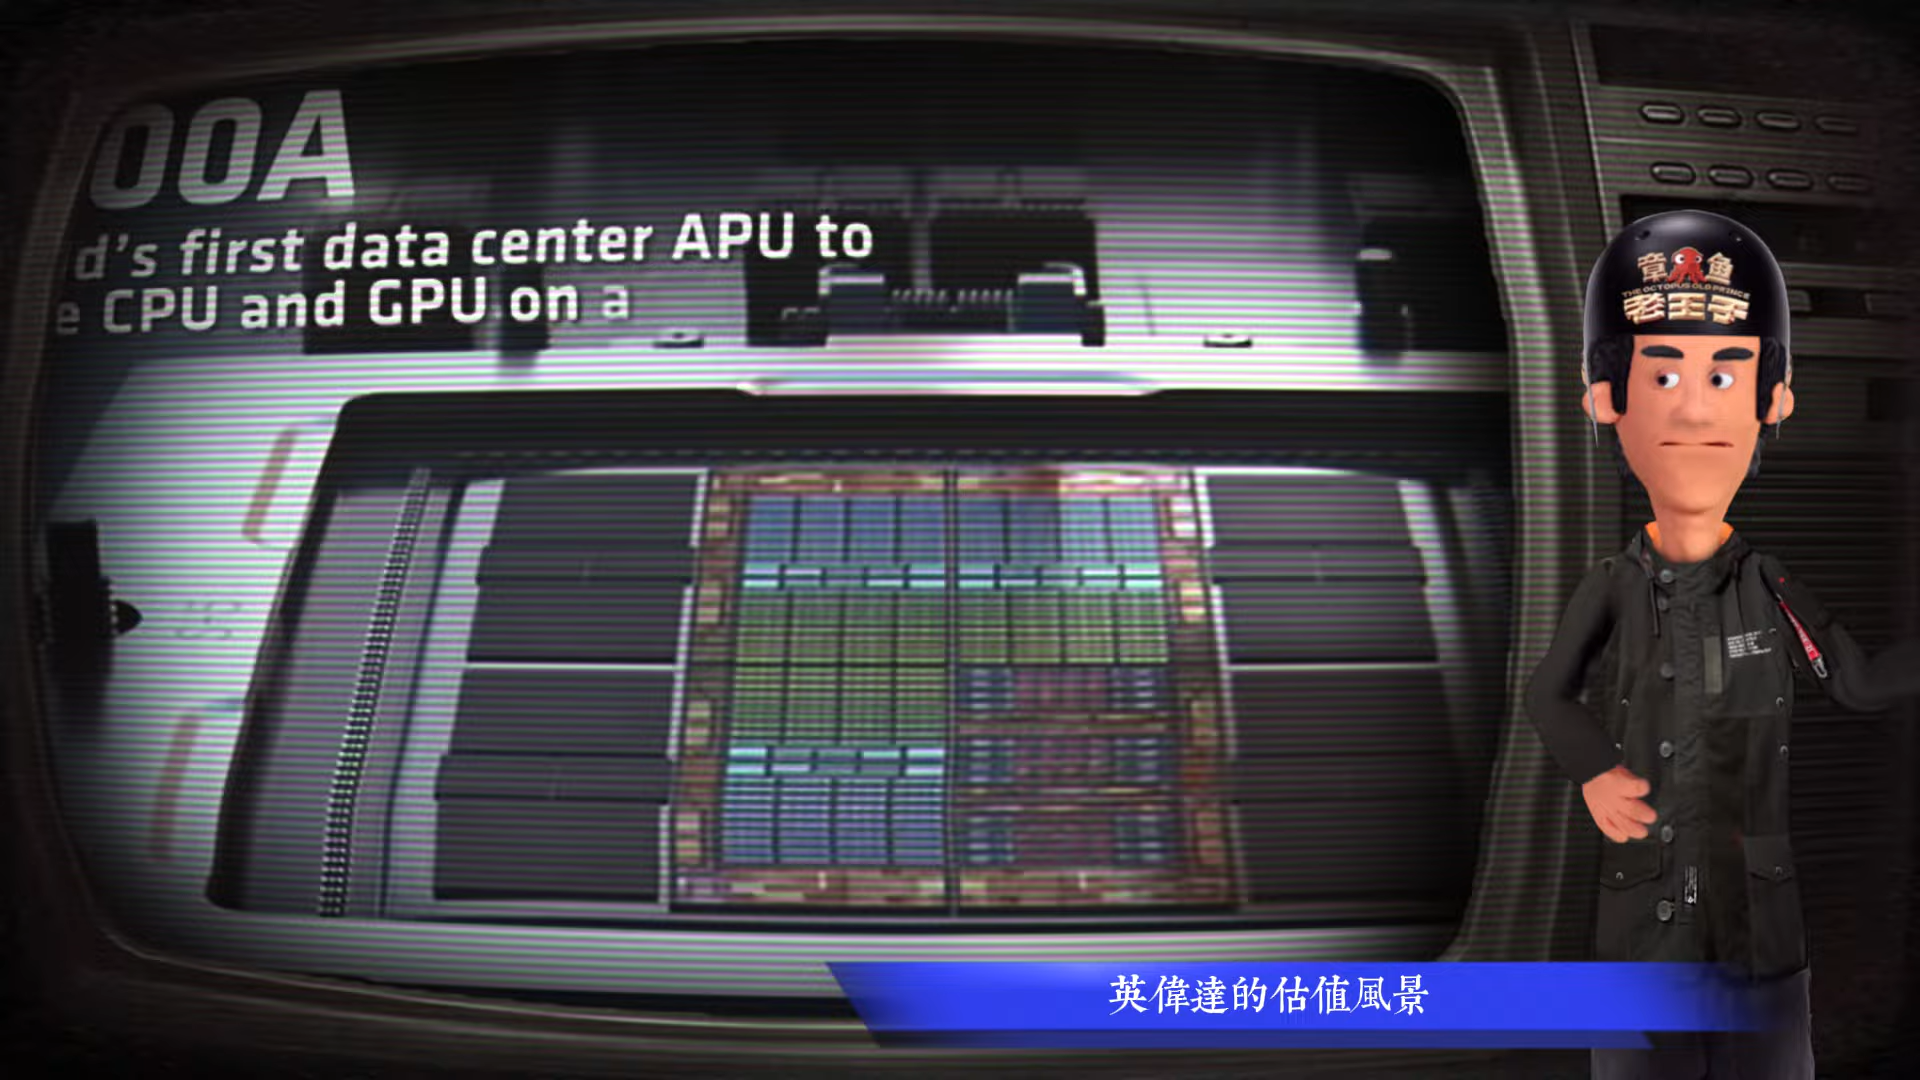 00A
d's first data center APU to
e CPU and GPU on a
章鱼
THE OCTOPUS OLD PRINCE
老王子
英偉達的估值風景